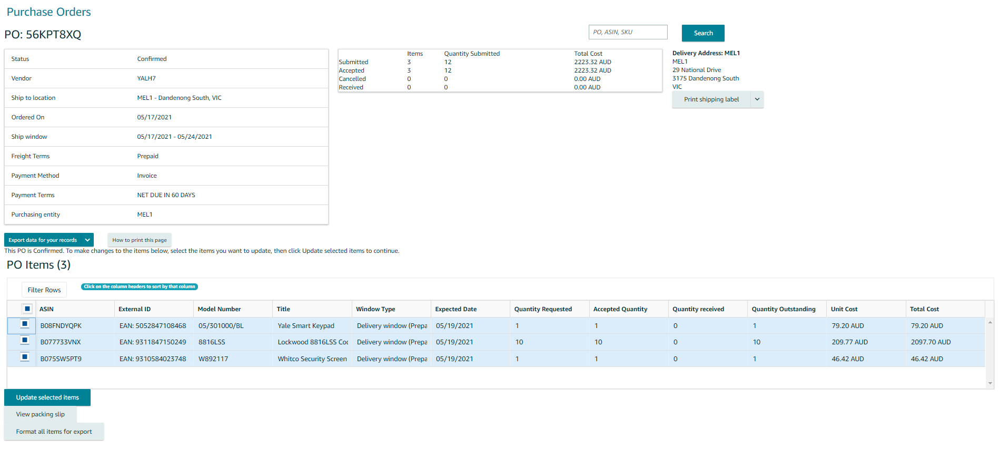 Purchase Orders
PO: 56KPT8XQ
PO, ASIN, SKU
Search
Status Confirmed
Vendor YALH7
Ship to location MEL1 - Dandenong South, VIC
Ordered On 05/17/2021
Ship window 05/17/2021 - 05/24/2021
Freight Terms Prepaid
Payment Method Invoice
Payment Terms NET DUE IN 60 DAYS
Purchasing entity MEL1
Items Quantity Submitted Total Cost
Submitted 3 12 2223.32 AUD
Accepted 3 12 2223.32 AUD
Cancelled 0 0 0.00 AUD
Received 0 0 0.00 AUD
Delivery Address: MEL1
MEL1
29 National Drive
3175 Dandenong South
VIC
Print shipping label
Export data for your records
How to print this page
This PO is Confirmed. To make changes to the items below, select the items you want to update, then click Update selected items to continue.
PO Items (3)
Filter Rows
Click on the column headers to sort by that column
ASIN External ID Model Number Title Window Type Expected Date Quantity Requested Accepted Quantity Quantity received Quantity Outstanding Unit Cost Total Cost
B08FNDYQPK EAN: 5052847108468 05/301000/BL Yale Smart Keypad Delivery window (Prepa 05/19/2021 1 1 0 1 79.20 AUD 79.20 AUD
B077733VNX EAN: 9311847150249 8816LSS Lockwood 8816LSS Coc Delivery window (Prepa 05/19/2021 10 10 0 10 209.77 AUD 2097.70 AUD
B075SW5PT9 EAN: 9310584023748 W892117 Whitco Security Screen Delivery window (Prepa 05/19/2021 1 1 0 1 46.42 AUD 46.42 AUD
Update selected items
View packing slip
Format all items for export